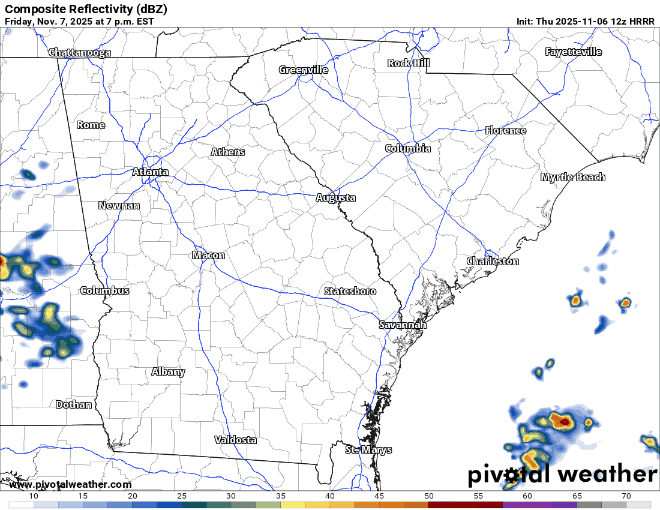 Composite Reflectivity (dBZ)
Friday, Nov. 7, 2025 at 7 p.m. EST
Init: Thu 2025-11-06 12z HRRR
Chattanooga
Fayetteville
Rock Hill
Greenville
Rome
Florence
Athens
Columbia
Atlanta
Myrtle Beach
Newnan
Augusta
Macon
Charleston
Columbus
Statesboro
Savannah
Albany
Dothan
Valdosta
St. Marys
pivotal weather
www.pivotalweather.com
10 15 20 25 30 35 40 45 50 55 60 65 70